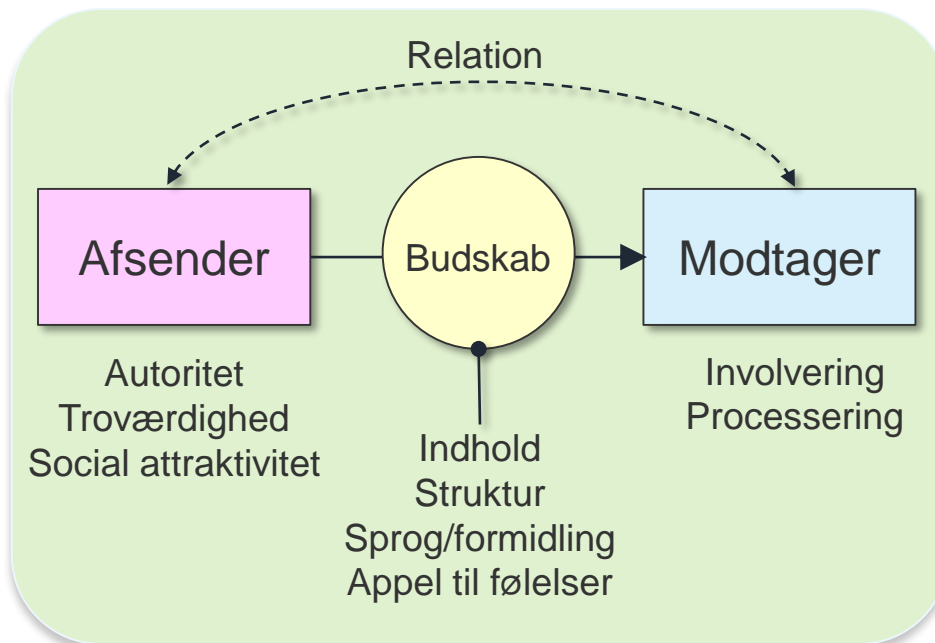 Relation
Afsender
Budskab
Modtager
Autoritet
Troværdighed
Social attraktivitet
Indhold
Struktur
Sprog/formidling
Appel til følelser
Involvering
Processering